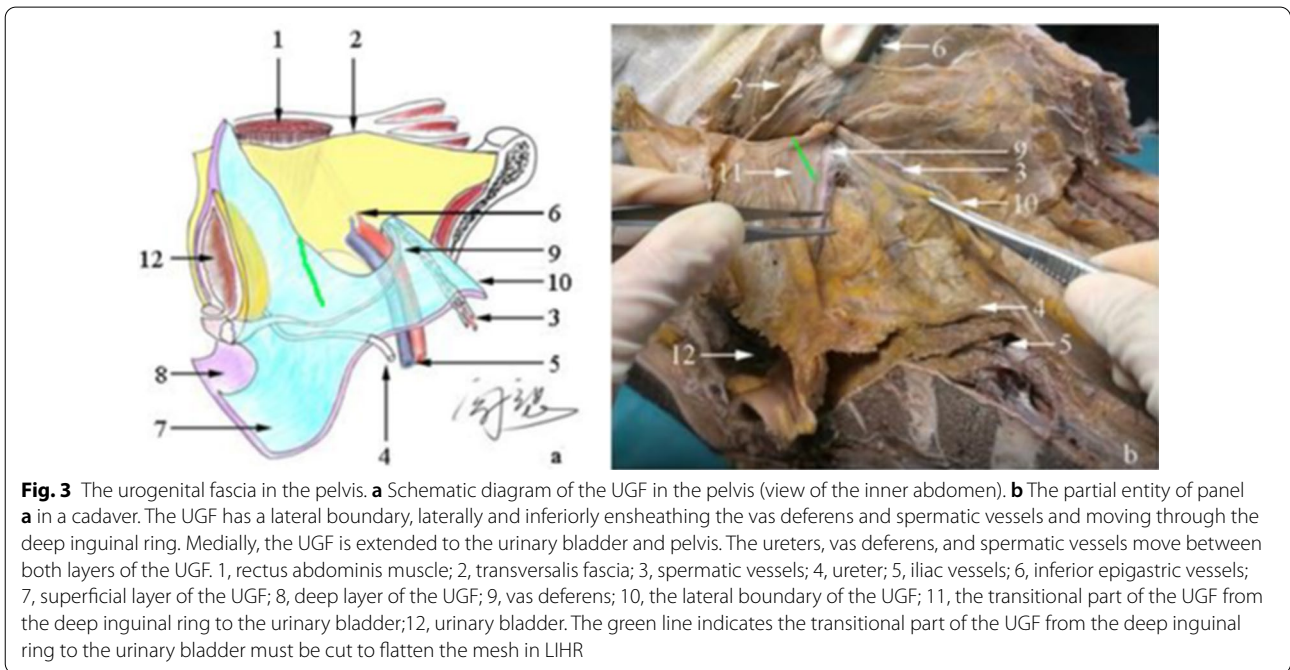 1 2
6
9
10
3
5
12
8
7
4
a
6
2
9
3
11
10
4
5
12
b
Fig. 3 The urogenital fascia in the pelvis. a Schematic diagram of the UGF in the pelvis (view of the inner abdomen). b The partial entity of panel
a in a cadaver. The UGF has a lateral boundary, laterally and inferiorly ensheathing the vas deferens and spermatic vessels and moving through the
deep inguinal ring. Medially, the UGF is extended to the urinary bladder and pelvis. The ureters, vas deferens, and spermatic vessels move between
both layers of the UGF. 1, rectus abdominis muscle; 2, transversalis fascia; 3, spermatic vessels; 4, ureter; 5, iliac vessels; 6, inferior epigastric vessels;
7, superficial layer of the UGF; 8, deep layer of the UGF; 9, vas deferens; 10, the lateral boundary of the UGF; 11, the transitional part of the UGF from
the deep inguinal ring to the urinary bladder;12, urinary bladder. The green line indicates the transitional part of the UGF from the deep inguinal
ring to the urinary bladder must be cut to flatten the mesh in LIHR